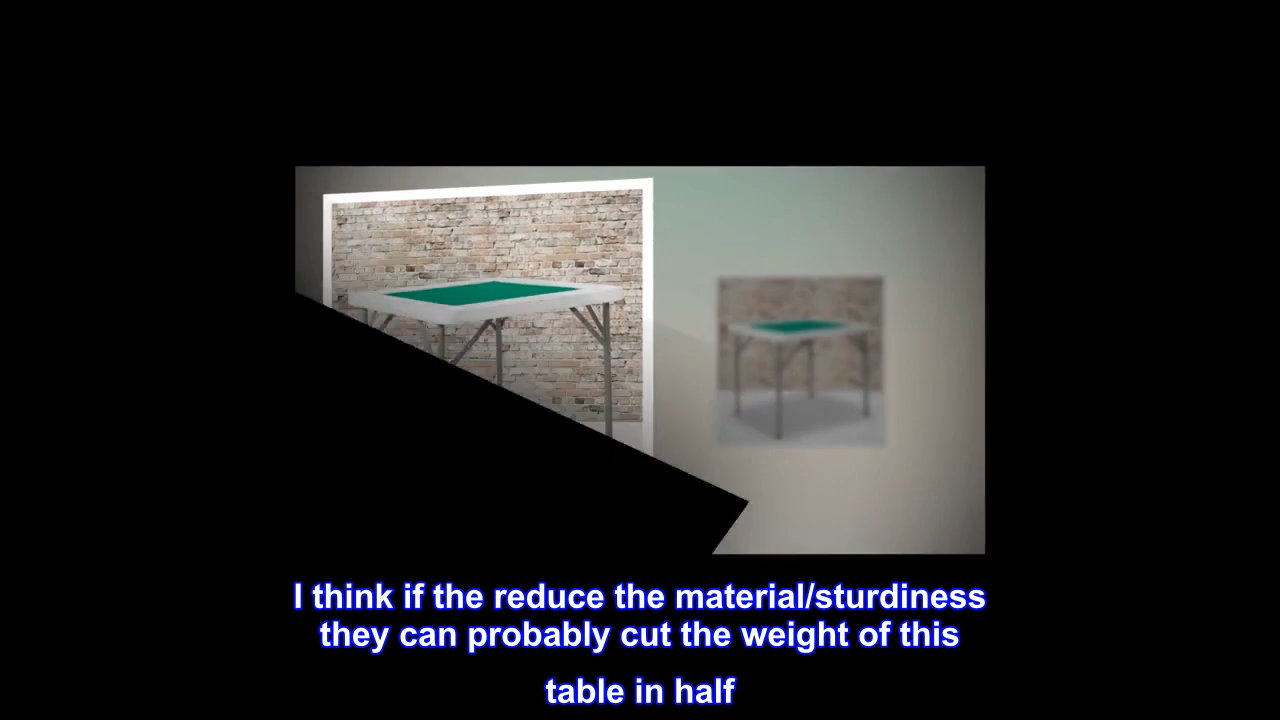 I think if the reduce the material/sturdiness
they can probably cut the weight of this
table in half